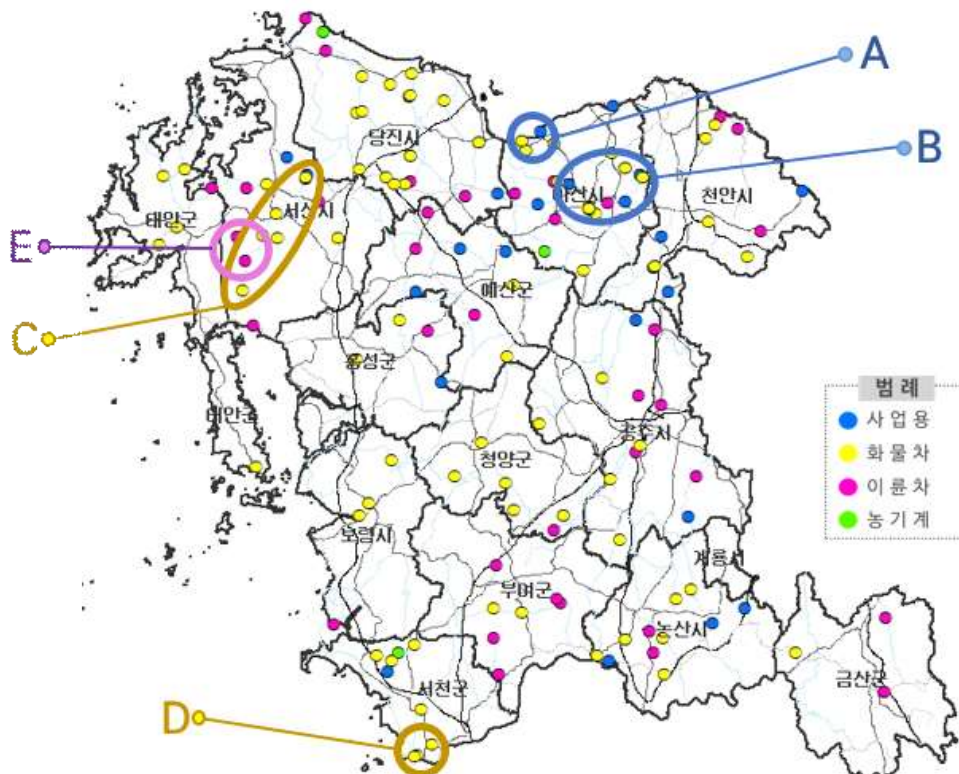 A
당진시
B
아산시
천안시
서산시
태안군
E
예산군
C
홍성군
범 례
사 업 용
화 물 차
이 륜 차
농 기 계
태안군
공주시
청양군
보령시
계룡시
부여군
논산시
금산군
서천군
D